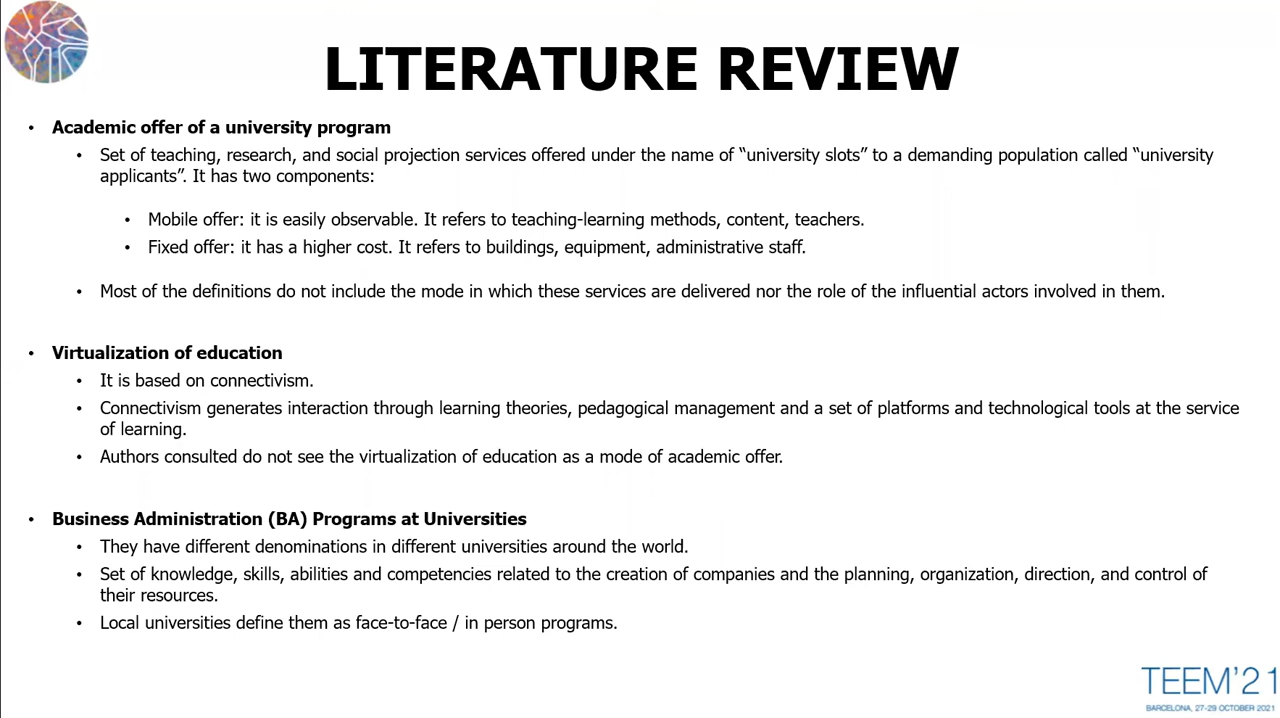 LITERATURE REVIEW
• Academic offer of a university program
• Set of teaching, research, and social projection services offered under the name of “university slots” to a demanding population called “university
applicants”. It has two components:
• Mobile offer: it is easily observable. It refers to teaching-learning methods, content, teachers.
• Fixed offer: it has a higher cost. It refers to buildings, equipment, administrative staff.
• Most of the definitions do not include the mode in which these services are delivered nor the role of the influential actors involved in them.
• Virtualization of education
• It is based on connectivism.
• Connectivism generates interaction through learning theories, pedagogical management and a set of platforms and technological tools at the service
of learning.
• Authors consulted do not see the virtualization of education as a mode of academic offer.
• Business Administration (BA) Programs at Universities
• They have different denominations in different universities around the world.
• Set of knowledge, skills, abilities and competencies related to the creation of companies and the planning, organization, direction, and control of
their resources.
• Local universities define them as face-to-face / in person programs.
TEEM’21
BARCELONA, 27-29 OCTOBER 2021